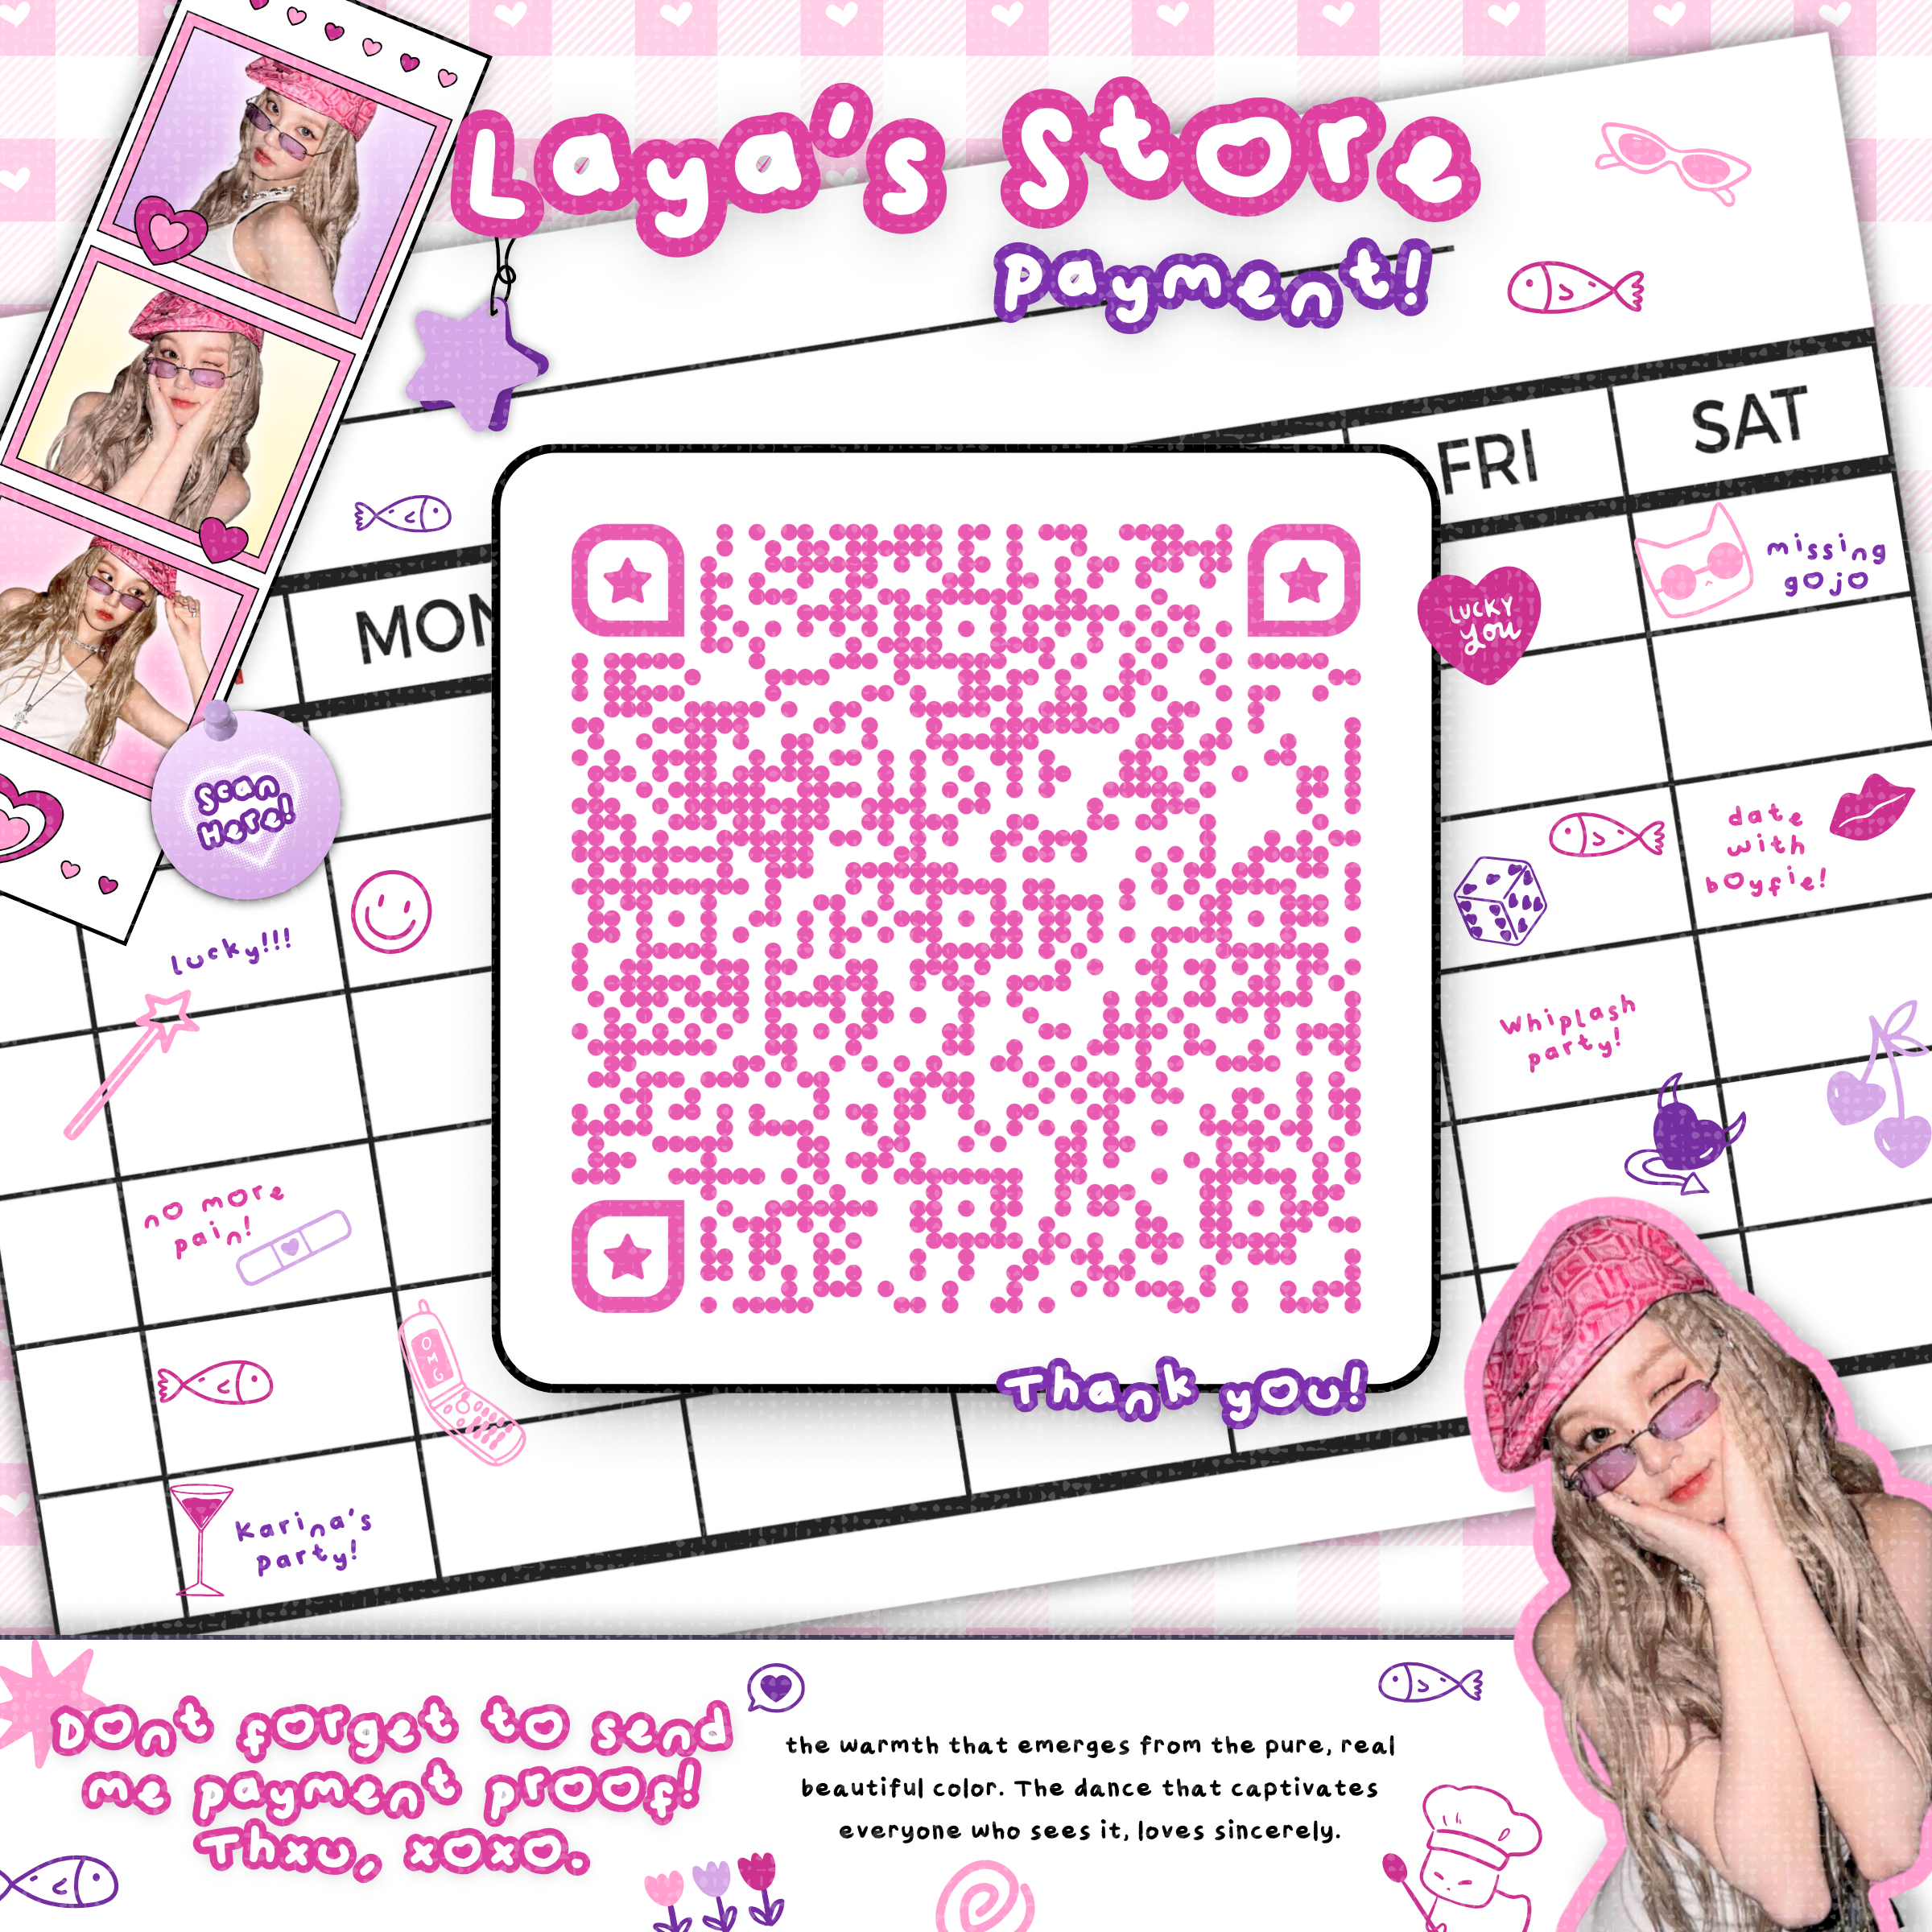 Laya's Store
Payment!
FRI
SAT
MON
missing
gojo
LUCKY
you
Scan
Here!
date
with
boyfie!
lucky!!!
Whiplash
party!
no more
pain!
OMG
Thank you!
Karina's
party!
Dont forget to send
me payment proof!
Thxu, xoxo.
the warmth that emerges from the pure, real
beautiful color. The dance that captivates
everyone who sees it, loves sincerely.